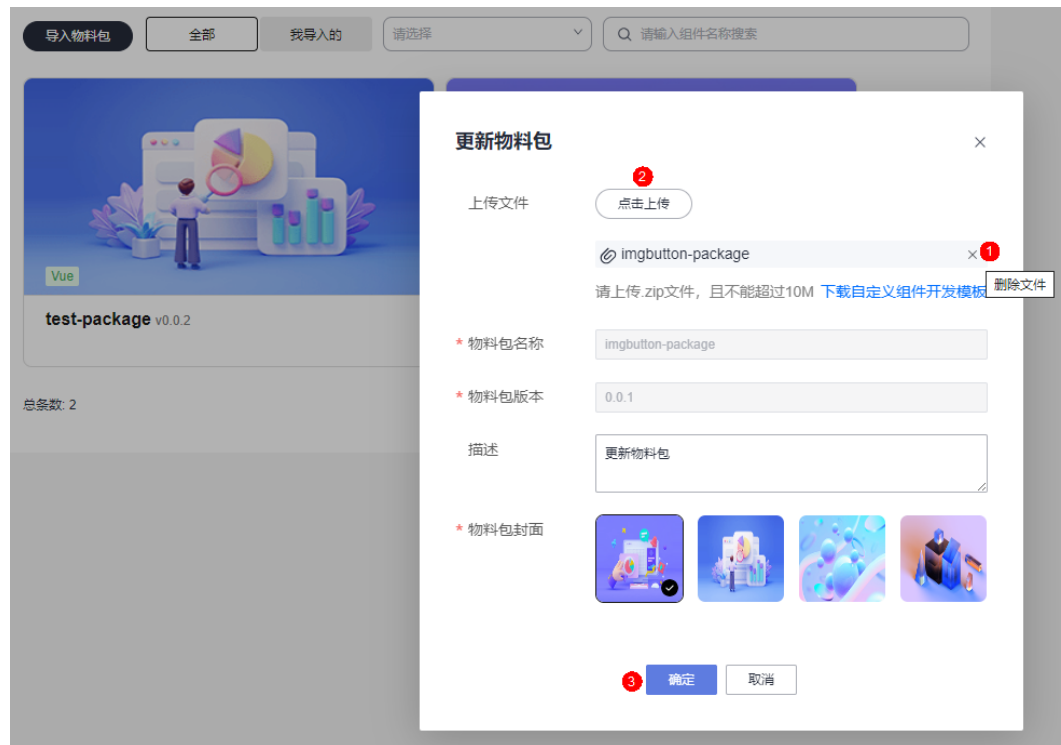 导入物料包 全部 我导入的 请选择 请输入组件名称搜索
更新物料包
2
上传文件 点击上传
imgbutton-package 1
删除文件
请上传.zip文件，且不能超过10M 下载自定义组件开发模板
Vue
test-package v0.0.2
总条数: 2
* 物料包名称 imgbutton-package
* 物料包版本 0.0.1
描述 更新物料包
* 物料包封面
3 确定 取消